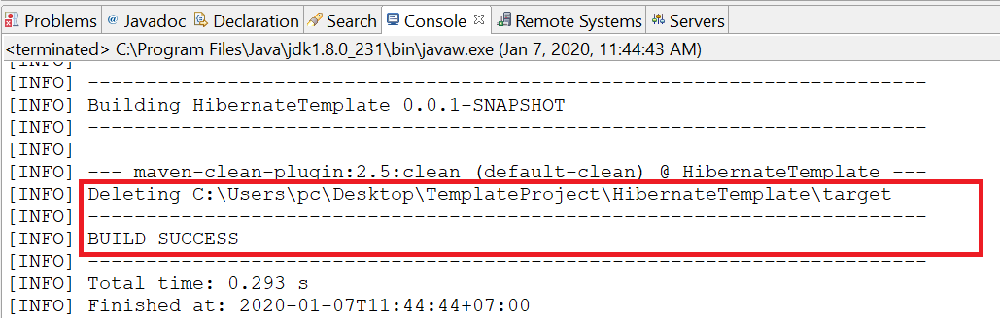 Problems @ Javadoc Declaration Search Console Remote Systems Servers
<terminated> C:\Program Files\Java\jdk1.8.0_231\bin\javaw.exe (Jan 7, 2020, 11:44:43 AM)
[INFO]
[INFO] ------------------------------------------------------------------------
[INFO] Building HibernateTemplate 0.0.1-SNAPSHOT
[INFO] ------------------------------------------------------------------------
[INFO]
[INFO] --- maven-clean-plugin:2.5:clean (default-clean) @ HibernateTemplate ---
[INFO] Deleting C:\Users\pc\Desktop\TemplateProject\HibernateTemplate\target
[INFO] ------------------------------------------------------------------------
[INFO] BUILD SUCCESS
[INFO] ------------------------------------------------------------------------
[INFO] Total time: 0.293 s
[INFO] Finished at: 2020-01-07T11:44:44+07:00